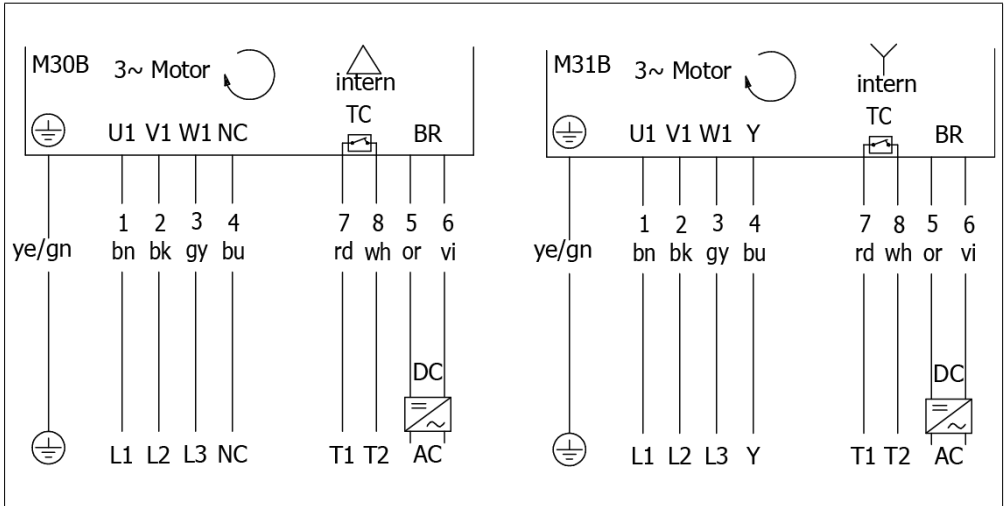 M30B 3~ Motor intern
TC
U1 V1 W1 NC BR
1 2 3 4 7 8 5 6
ye/gn bn bk gy bu rd wh or vi
DC
L1 L2 L3 NC T1 T2 AC
M31B 3~ Motor intern
TC
U1 V1 W1 Y BR
1 2 3 4 7 8 5 6
ye/gn bn bk gy bu rd wh or vi
DC
L1 L2 L3 Y T1 T2 AC